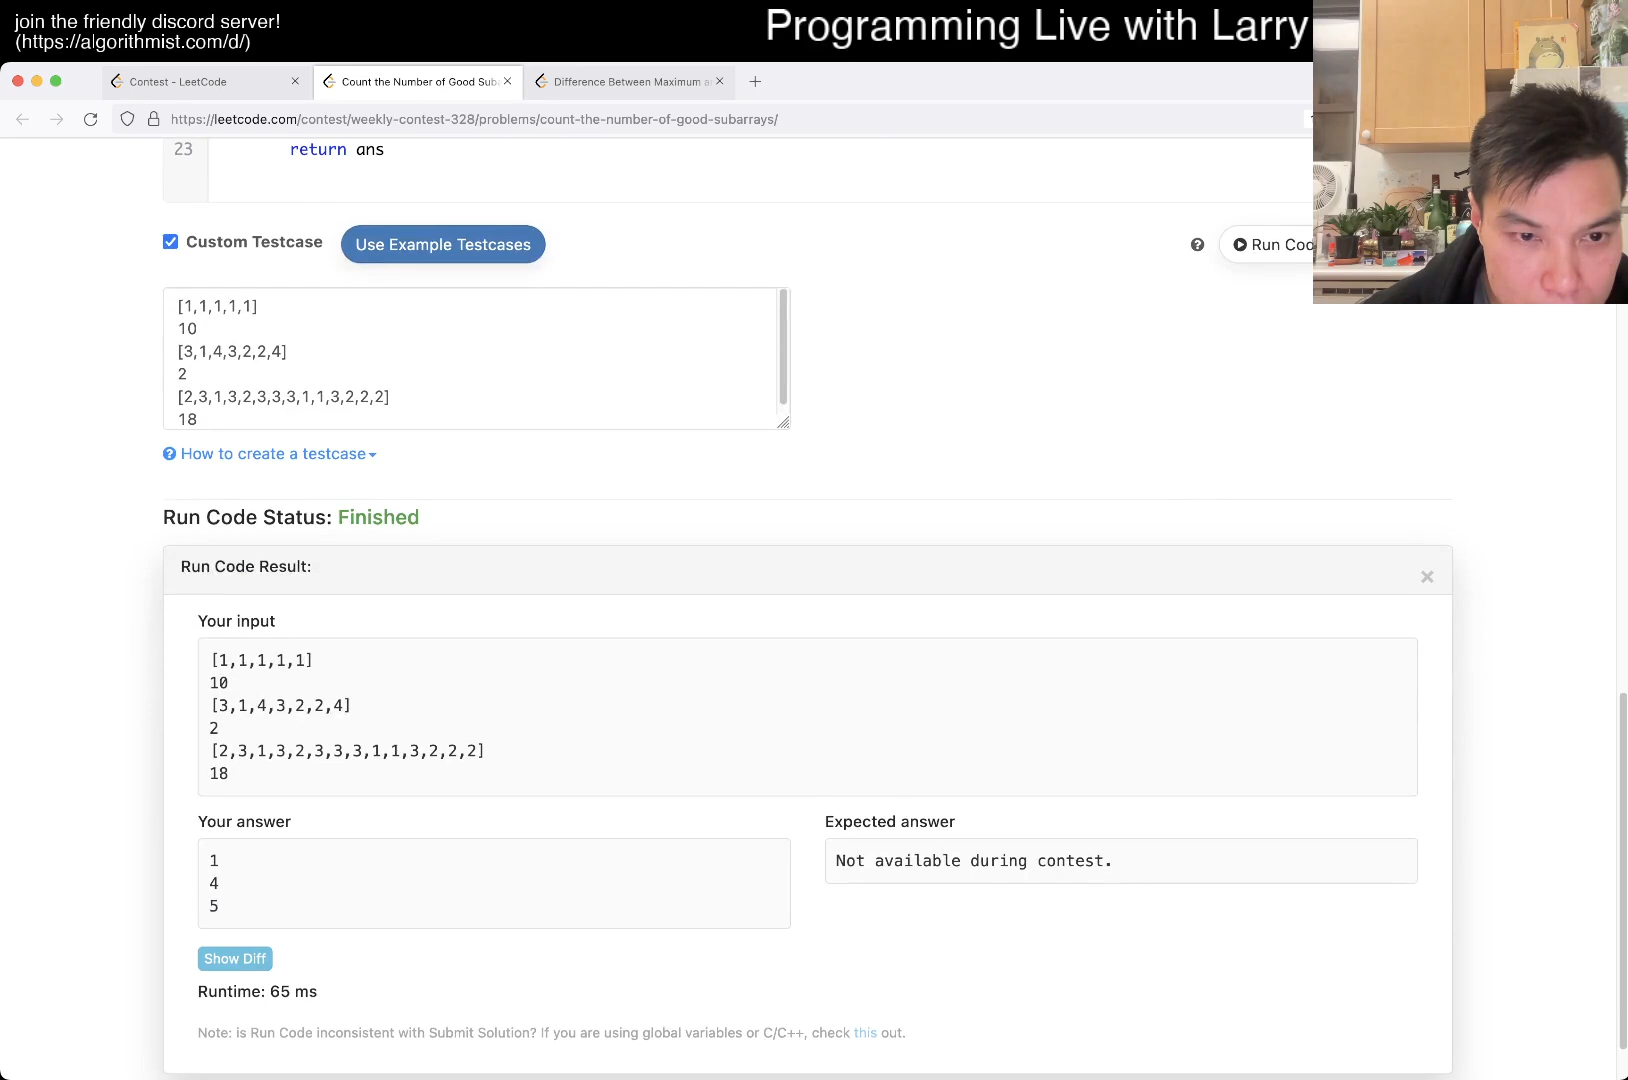 join the friendly discord server!
(https://algorithmist.com/d/)
Programming Live with Larry
Contest - LeetCode
Count the Number of Good Sub
Difference Between Maximum a
https://leetcode.com/contest/weekly-contest-328/problems/count-the-number-of-good-subarrays/
23 return ans
Custom Testcase
Use Example Testcases
Run Coo
[1,1,1,1,1]
10
[3,1,4,3,2,2,4]
2
[2,3,1,3,2,3,3,3,1,1,3,2,2,2]
18
How to create a testcase
Run Code Status: Finished
Run Code Result:
Your input
[1,1,1,1,1]
10
[3,1,4,3,2,2,4]
2
[2,3,1,3,2,3,3,3,1,1,3,2,2,2]
18
Your answer
Expected answer
1
4
5
Not available during contest.
Show Diff
Runtime: 65 ms
Note: is Run Code inconsistent with Submit Solution? If you are using global variables or C/C++, check this out.